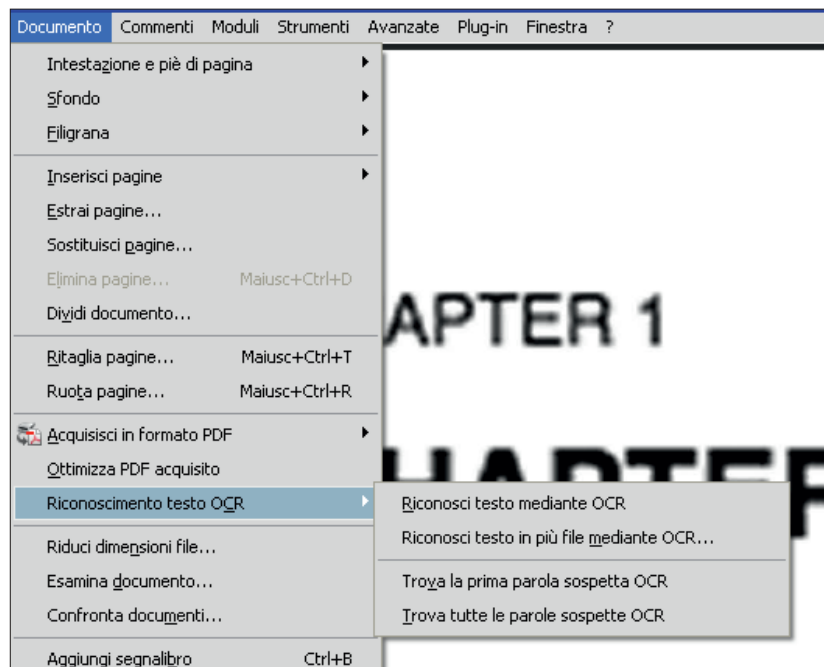 Documento Commenti Moduli Strumenti Avanzate Plug-in Finestra ?
Intestazione e piè di pagina
Sfondo
Filigrana
Inserisci pagine
Estrai pagine...
Sostituisci pagine...
Elimina pagine... Maiusc+Ctrl+D
Dividi documento...
APTER 1
Ritaglia pagine... Maiusc+Ctrl+T
Ruota pagine... Maiusc+Ctrl+R
Acquisisci in formato PDF
HAPTER
Ottimizza PDF acquisito
Riconoscimento testo OCR
Riconosci testo mediante OCR
Riconosci testo in più file mediante OCR...
Trova la prima parola sospetta OCR
Trova tutte le parole sospette OCR
Riduci dimensioni file...
Esamina documento...
Confronta documenti...
Aggiungi segnalibro Ctrl+B